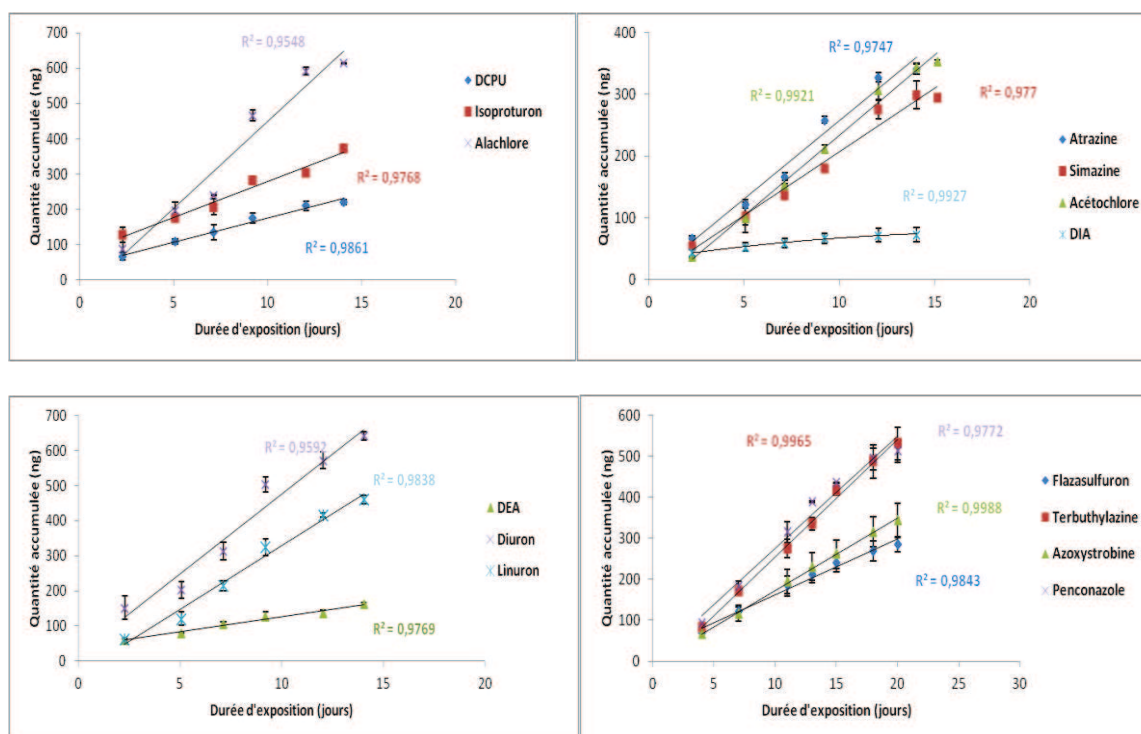 700
600
500
400
300
200
100
0
Quantité accumulée (ng)
R² = 0,9548
R² = 0,9768
R² = 0,9861
0 5 10 15 20
Durée d'exposition (jours)
DCPU
Isoproturon
Alachlore
400
300
200
100
0
Quantité accumulée (ng)
R² = 0,9747
R² = 0,9921
R² = 0,977
R² = 0,9927
0 5 10 15 20
Durée d'exposition (jours)
Atrazine
Simazine
Acétochlore
DIA
700
600
500
400
300
200
100
0
Quantité accumulée (ng)
R² = 0,9592
R² = 0,9838
R² = 0,9769
0 5 10 15 20
Durée d'exposition (jours)
DEA
Diuron
Linuron
600
500
400
300
200
100
0
Quantité accumulée (ng)
R² = 0,9965
R² = 0,9772
R² = 0,9988
R² = 0,9843
0 5 10 15 20 25 30
Durée d'exposition (jours)
Flazasulfuron
Terbuthylazine
Azoxystrobine
Penconazole